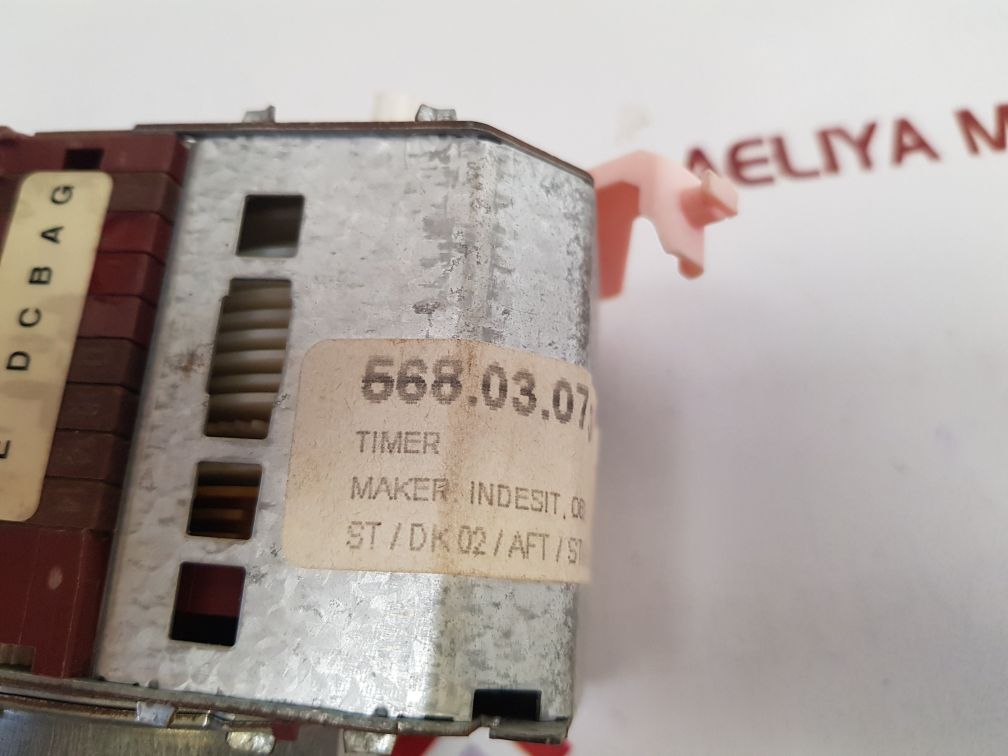 AELIYA M
G
A
B
C
D
E
568.03.07
TIMER
MAKER. INDESIT.
ST / DK 02 / AFT / ST